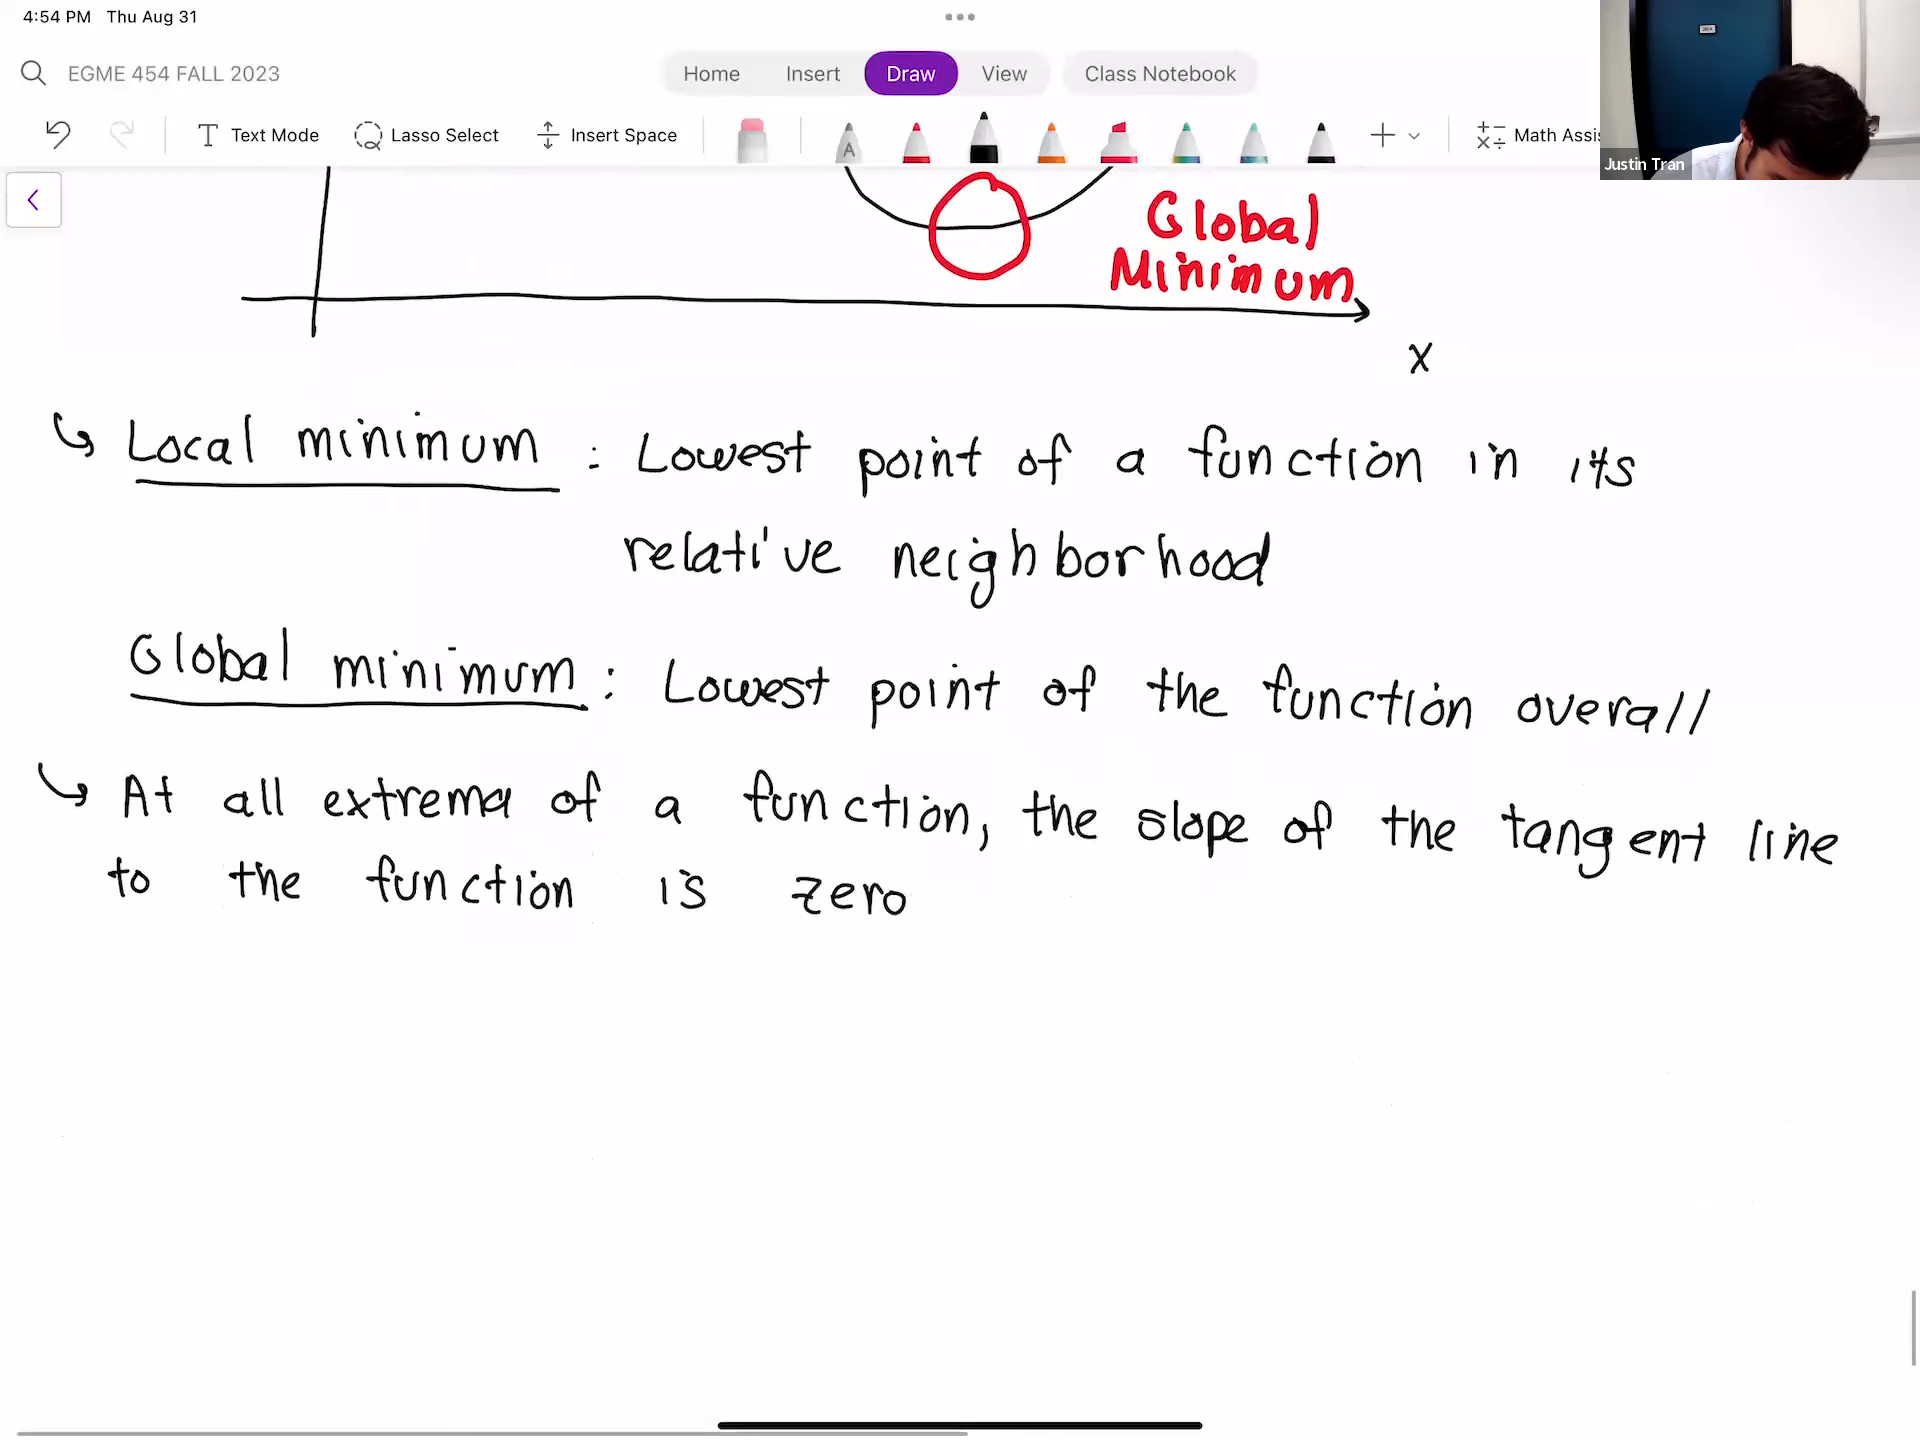 4:54 PM Thu Aug 31
EGME 454 FALL 2023
Home Insert Draw View Class Notebook
Text Mode Lasso Select Insert Space A Math Assis
Justin Tran
Global
Minimum
x
Local minimum : Lowest point of a function in its
relative neighborhood
Global minimum : Lowest point of the function overall
At all extrema of a function, the slope of the tangent line
to the function is zero